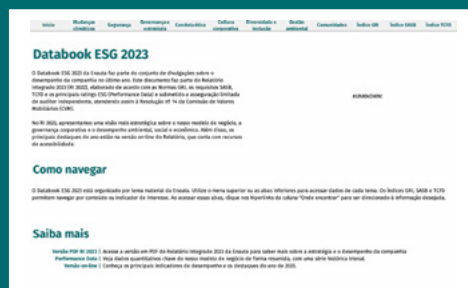 Início
Mudanças climáticas
Segurança
Governança e estratégia
Conduta ética
Cultura corporativa
Diversidade e inclusão
Gestão ambiental
Comunidades
Índice GRI
Índice SASB
Índice TCFD
Databook ESG 2023
O Databook ESG 2023 da Enauta faz parte do conjunto de divulgações sobre o
desempenho da companhia no último ano. Este documento faz parte do Relatório
Integrado 2023 (RI 2023), elaborado de acordo com as Normas GRI, os requisitos SASB,
TCFD e os principais ratings ESG (Performance Data) e submetido a asseguração limitada
de auditor independente, atendendo assim à Resolução nº 14 da Comissão de Valores
Mobiliários (CVM).
No RI 2023, apresentamos uma visão mais estratégica sobre o nosso modelo de negócio, a
governança corporativa e o desempenho ambiental, social e econômico. Além disso, os
principais destaques do ano estão na versão on-line do Relatório, que conta com recursos
de acessibilidade.
Como navegar
O Databook ESG 2023 está organizado por tema material da Enauta. Utilize o menu superior ou as abas inferiores para acessar dados de cada tema. Os Índices GRI, SASB e TCFD
permitem navegar por conteúdo ou indicador de interesse. Ao acessar essas abas, clique nos hiperlinks da coluna "Onde encontrar" para ser direcionado à informação desejada.
Saiba mais
Versão PDF RI 2023 | Acesse a versão em PDF do Relatório Integrado 2023 da Enauta para saber mais sobre a estratégia e o desempenho da companhia
Performance Data | Veja dados quantitativos chave do nosso modelo de negócio de forma resumida, com uma série histórica trienal.
Versão on-line | Conheça os principais indicadores de desempenho e os destaques do ano de